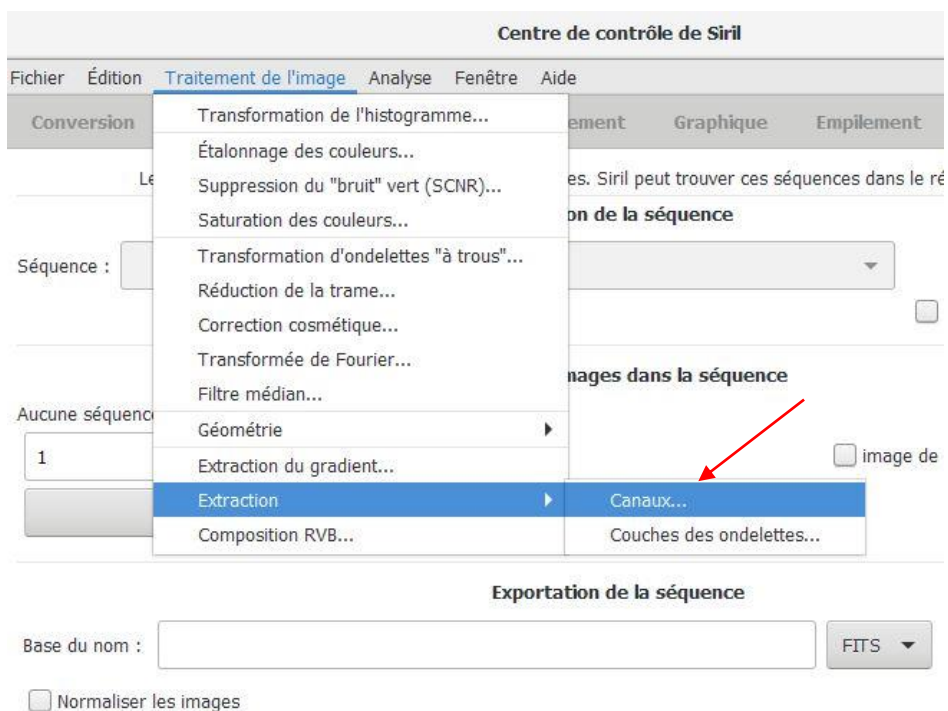 Centre de contrôle de Siril
Fichier Édition Traitement de l'image Analyse Fenêtre Aide
Conversion Graphique Empilement
Transformation de l'histogramme...
Étalonnage des couleurs...
Suppression du "bruit" vert (SCNR)...
es. Siril peut trouver ces séquences dans le ré
Saturation des couleurs...
on de la séquence
Transformation d'ondelettes "à trous"...
Séquence :
Réduction de la trame...
Correction cosmétique...
Transformée de Fourier...
mages dans la séquence
Filtre médian...
Aucune séquence
Géométrie
1
image de
Extraction du gradient...
Extraction
Canaux...
Composition RVB...
Couches des ondelettes...
Exportation de la séquence
Base du nom :
FITS
Normaliser les images